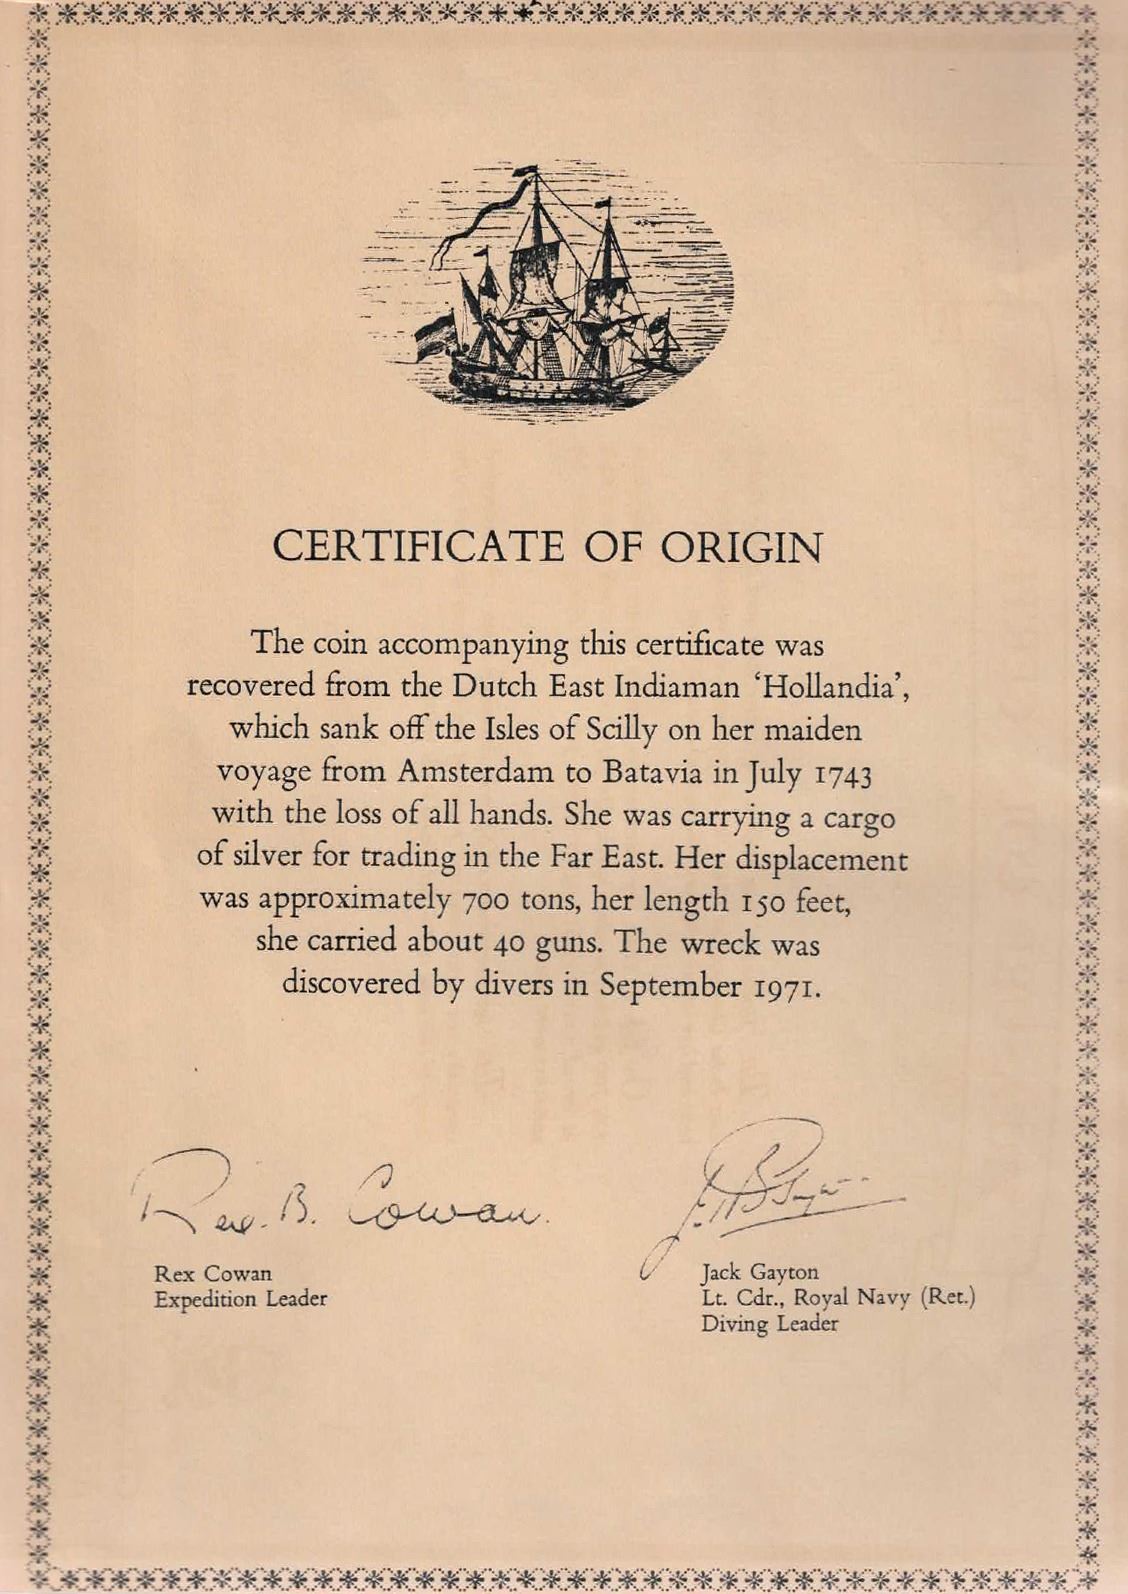 CERTIFICATE OF ORIGIN
The coin accompanying this certificate was
recovered from the Dutch East Indiaman ‘Hollandia’,
which sank off the Isles of Scilly on her maiden
voyage from Amsterdam to Batavia in July 1743
with the loss of all hands. She was carrying a cargo
of silver for trading in the Far East. Her displacement
was approximately 700 tons, her length 150 feet,
she carried about 40 guns. The wreck was
discovered by divers in September 1971.
Rex. B. Cowan.
Rex Cowan
Expedition Leader
Jack Gayton
Lt. Cdr., Royal Navy (Ret.)
Diving Leader